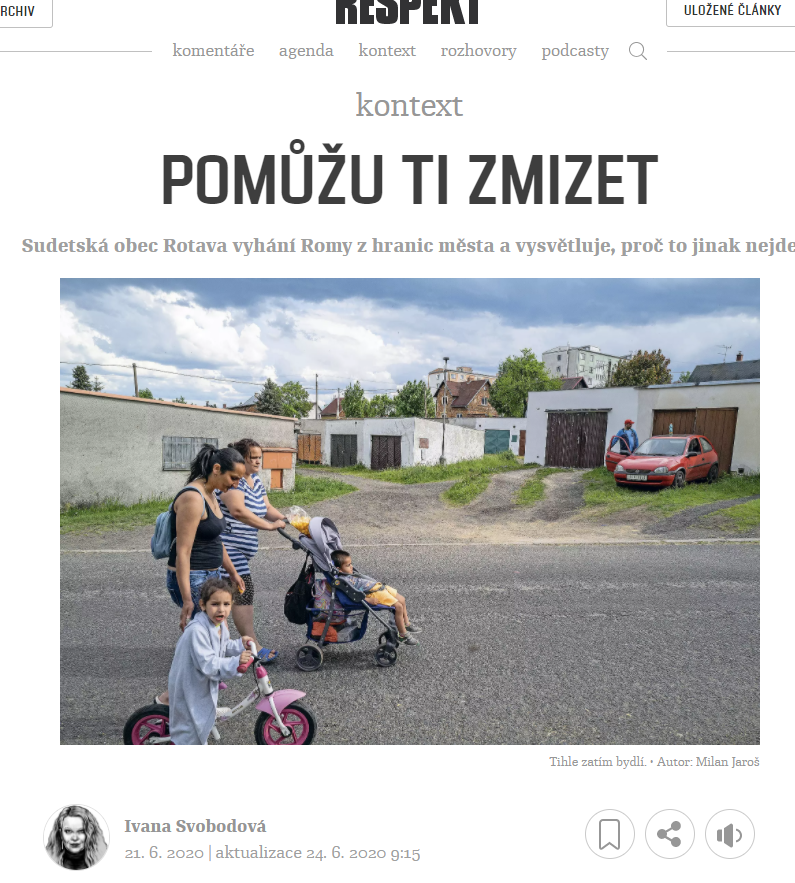 RCHIV
RESPEKT
ULOŽENÉ ČLÁNKY
komentáře agenda kontext rozhovory podcasty
kontext
POMŮŽU TI ZMIZET
Sudetská obec Rotava vyhání Romy z hranic města a vysvětluje, proč to jinak nejde
Tihle zatím bydlí. • Autor: Milan Jaroš
Ivana Svobodová
21. 6. 2020 | aktualizace 24. 6. 2020 9:15